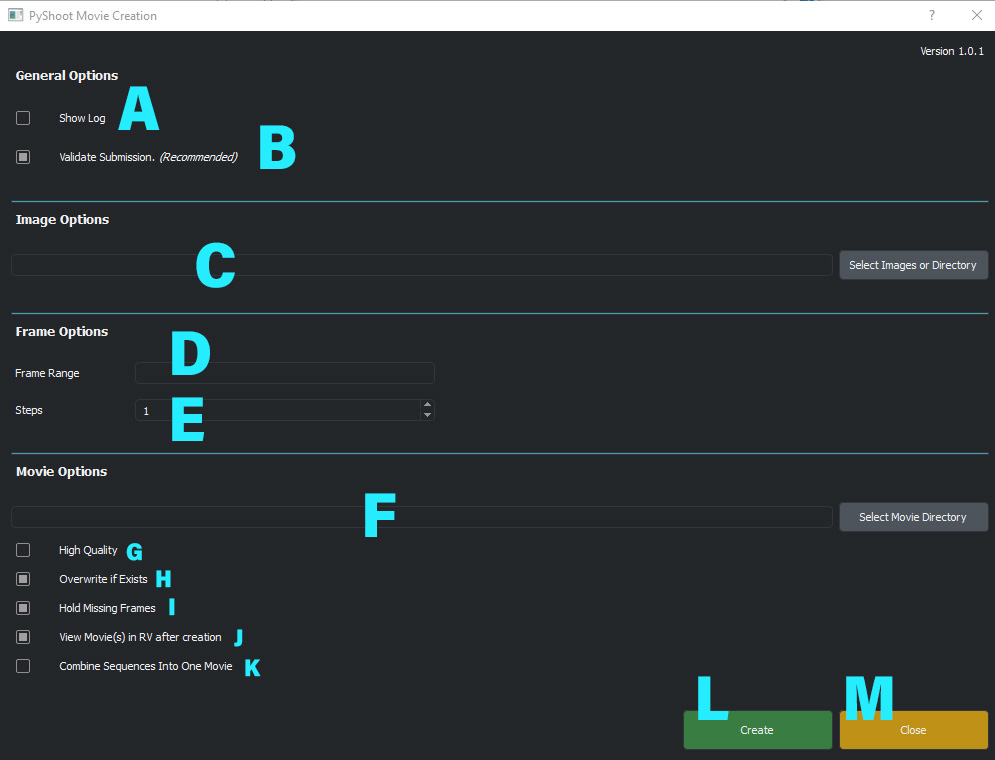 PyShoot Movie Creation ? ×
Version 1.0.1
General Options
Show Log A
Validate Submission. (Recommended) B
Image Options
C Select Images or Directory
Frame Options
Frame Range D
Steps 1 E
Movie Options
F Select Movie Directory
High Quality G
Overwrite if Exists H
Hold Missing Frames I
View Movie(s) in RV after creation J
Combine Sequences Into One Movie K
L M
Create Close